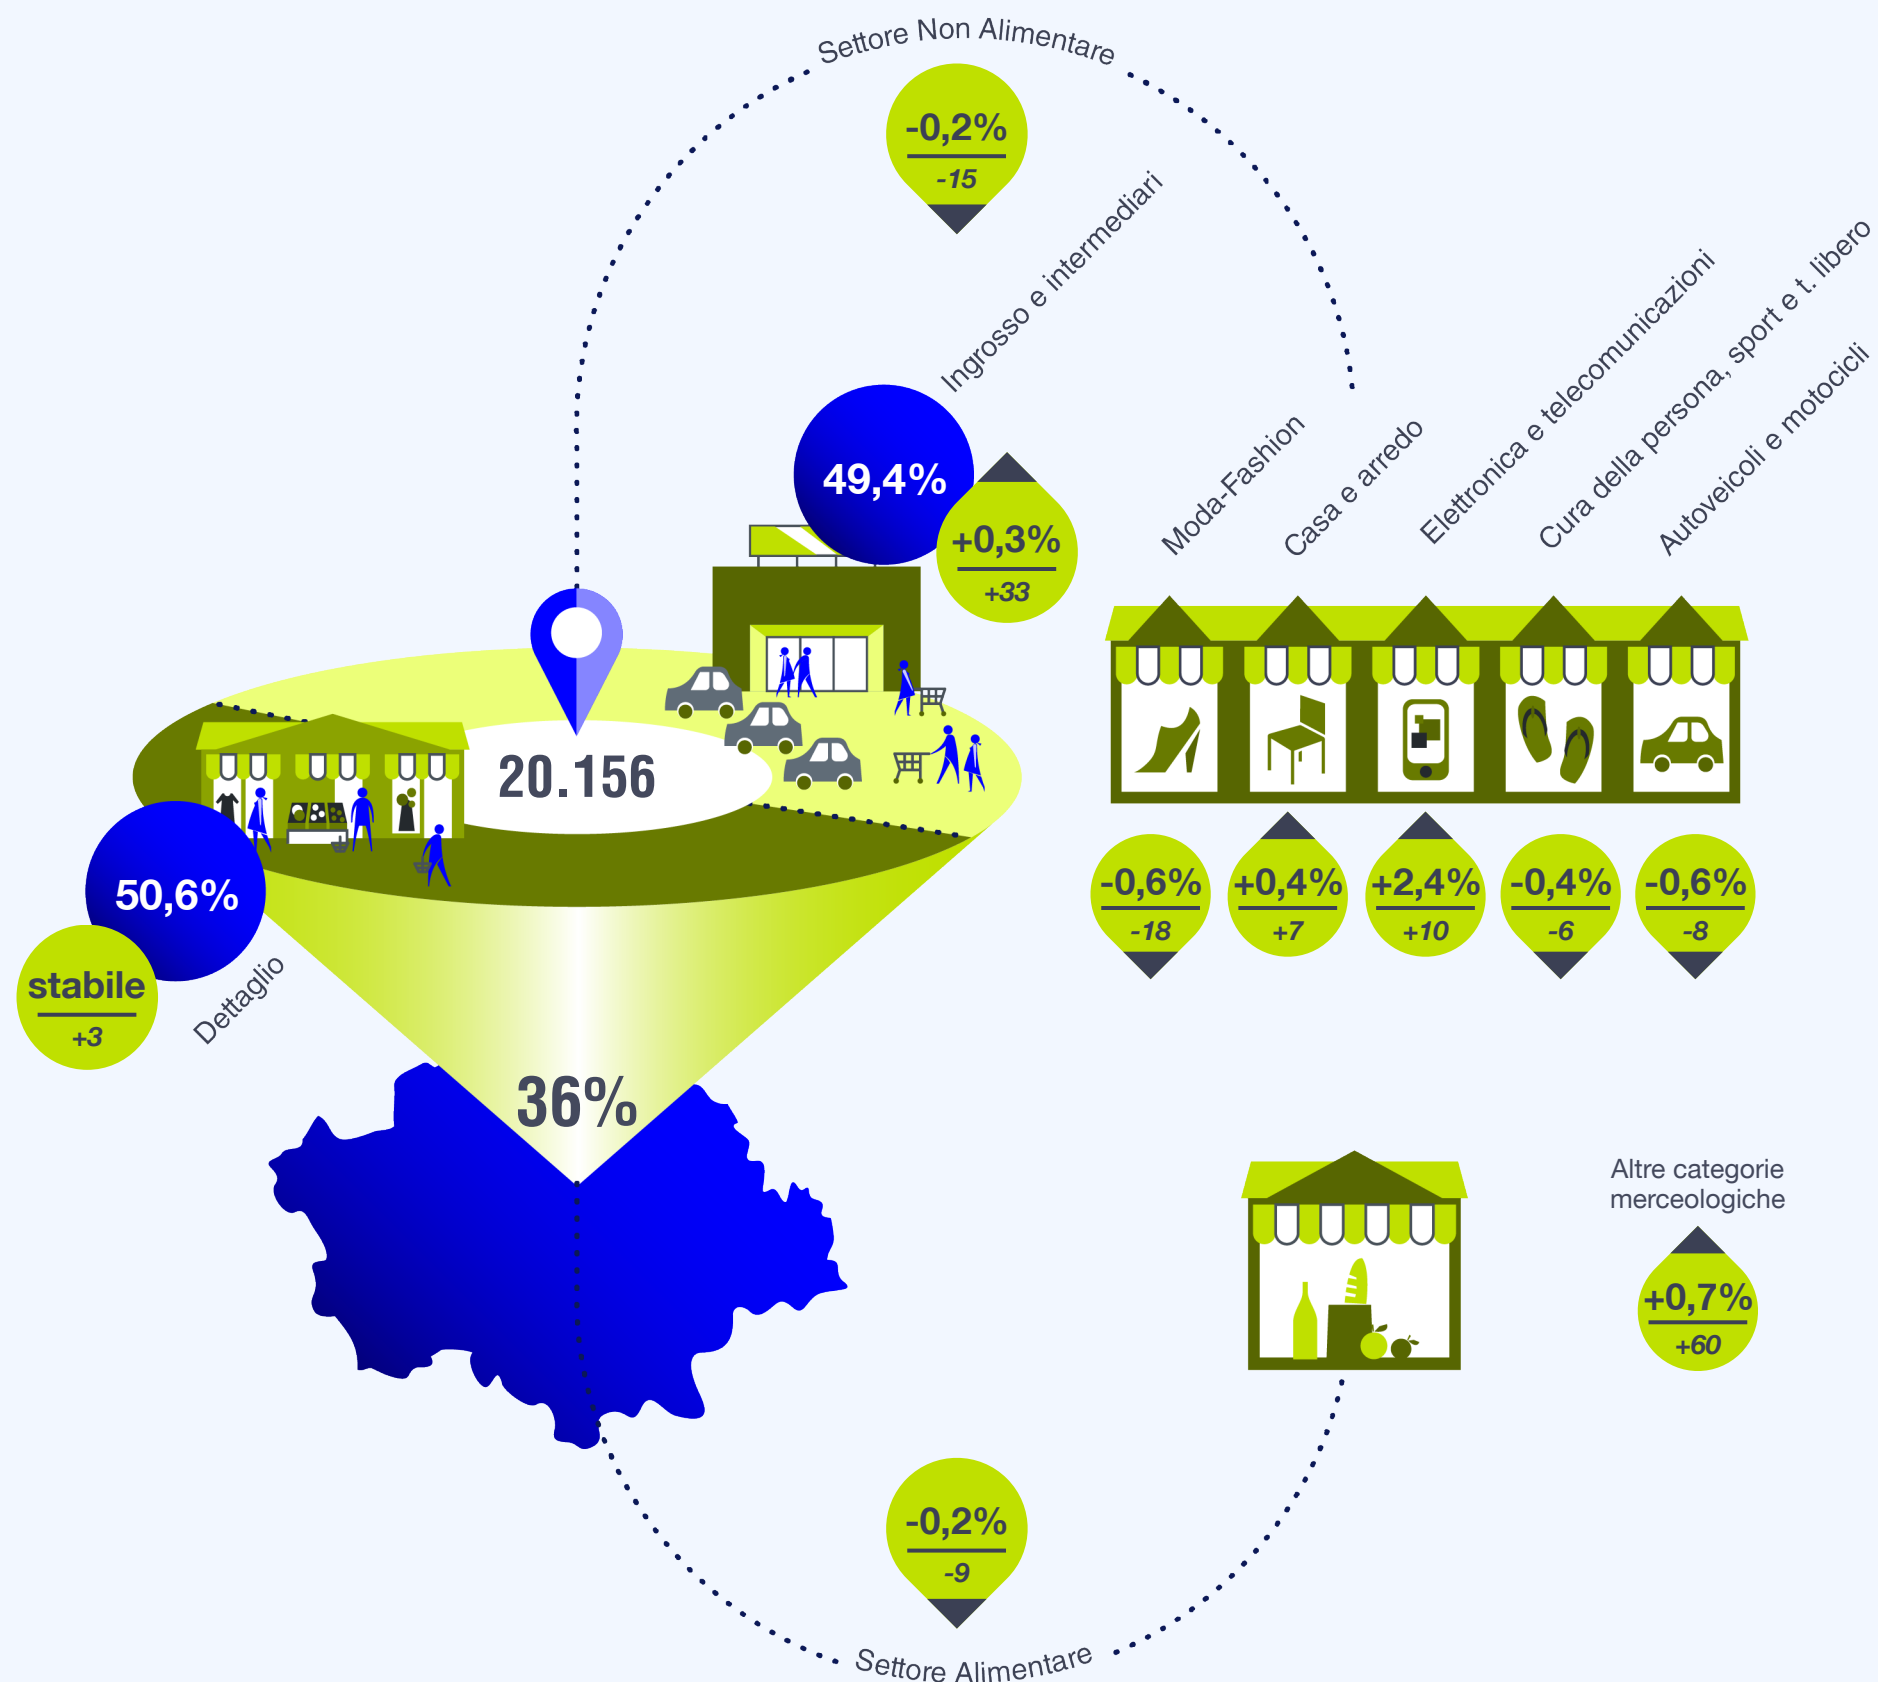 Settore Non Alimentare
-0,2%
-15
Ingrosso e intermediari
49,4%
+0,3%
+33
Moda-Fashion
Casa e arredo
Elettronica e telecomunicazioni
Cura della persona, sport e t. libero
Autoveicoli e motocicli
20.156
-0,6%
-18
+0,4%
+7
+2,4%
+10
-0,4%
-6
-0,6%
-8
50,6%
stabile
+3
Dettaglio
36%
Altre categorie
merceologiche
+0,7%
+60
-0,2%
-9
Settore Alimentare